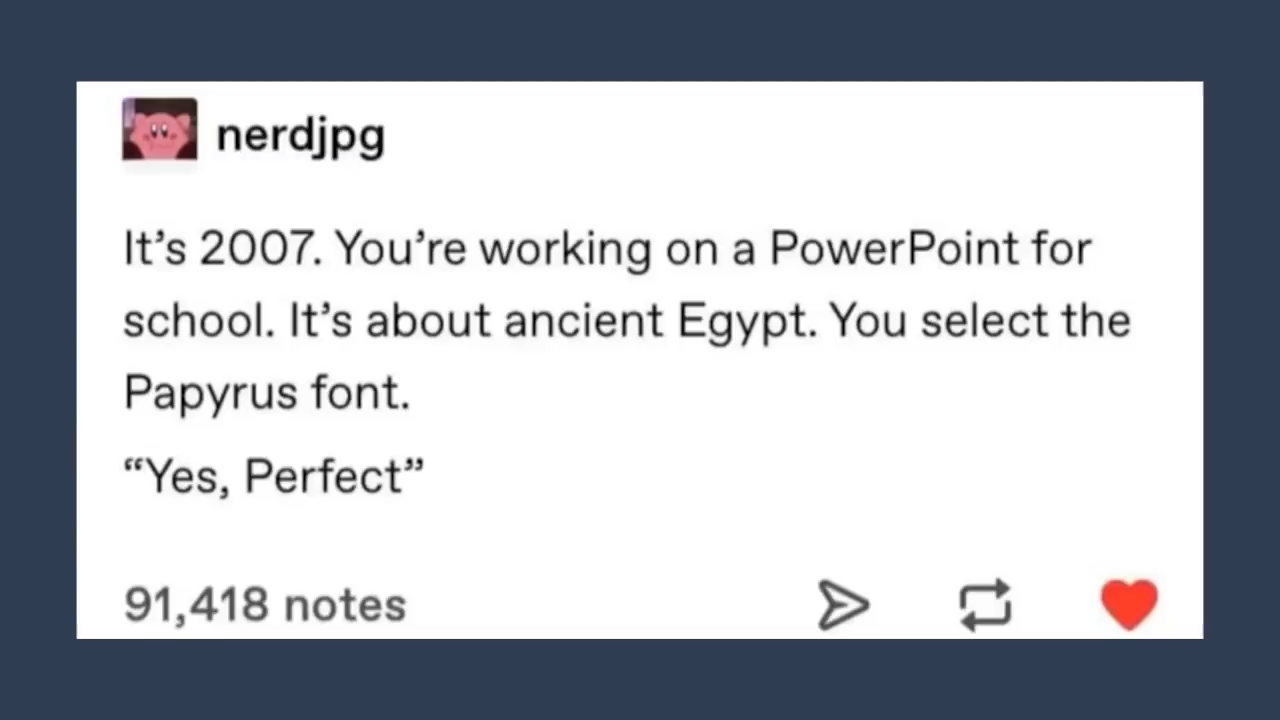 nerdjpg
It’s 2007. You’re working on a PowerPoint for
school. It’s about ancient Egypt. You select the
Papyrus font.
“Yes, Perfect”
91,418 notes